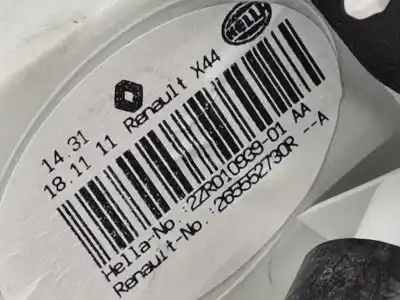 HELLA
14.31
18.11 11 Renault X44
Hella-No.:2ZR010939-01 AA
Renault-No.:265552730R --A